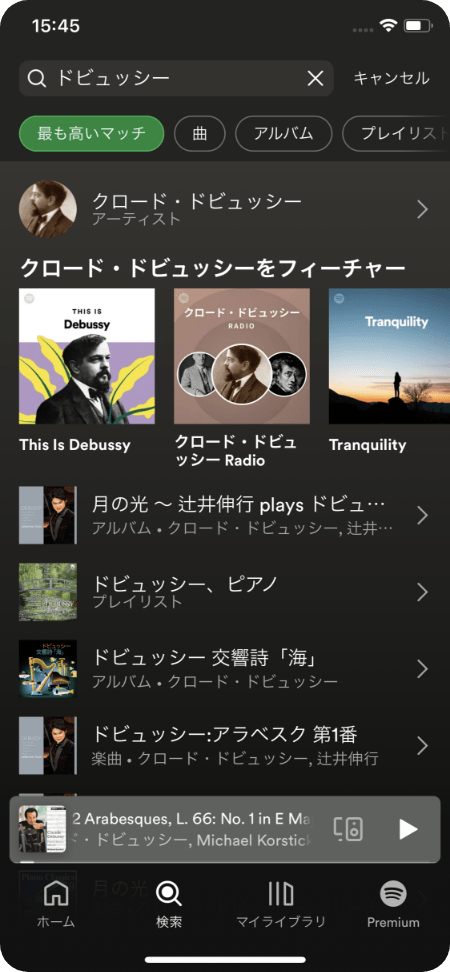 15:45
ドビュッシー
キャンセル
最も高いマッチ
曲
アルバム
プレイリスト
クロード・ドビュッシー
アーティスト
クロード・ドビュッシーをフィーチャー
THIS IS
Debussy
クロード・ドビュッシー
RADIO
Tranquility
This Is Debussy
クロード・ドビュ
ッシー Radio
Tranquility
月の光 〜 辻井伸行 plays ドビュ…
アルバム • クロード・ドビュッシー, 辻井…
ドビュッシー、ピアノ
プレイリスト
ドビュッシー
交響詩「海」
ドビュッシー 交響詩「海」
アルバム • クロード・ドビュッシー
ドビュッシー:アラベスク 第1番
楽曲 • クロード・ドビュッシー, 辻井伸行
2 Arabesques, L. 66: No. 1 in E Ma
ド・ドビュッシー, Michael Korstick
月の光
ホーム
検索
マイライブラリ
Premium